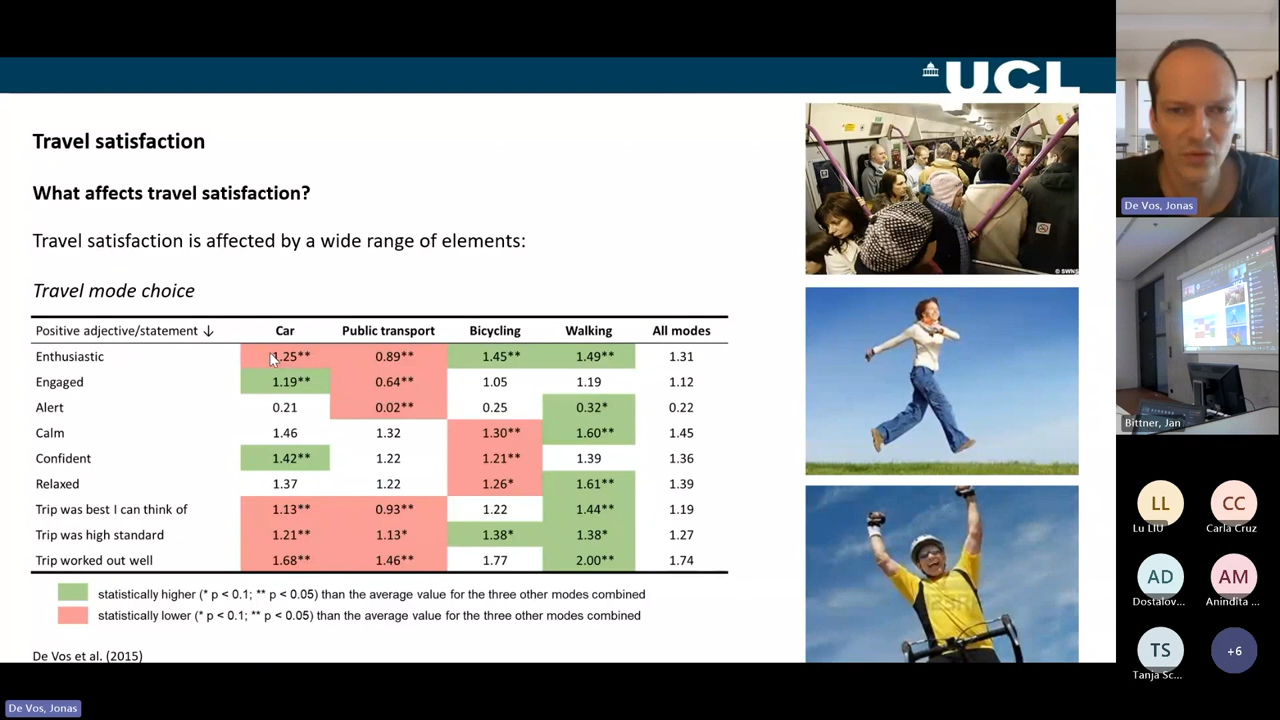 UCL
Travel satisfaction
What affects travel satisfaction?
Travel satisfaction is affected by a wide range of elements:
Travel mode choice
Positive adjective/statement ↓ Car Public transport Bicycling Walking All modes
Enthusiastic 1.25** 0.89** 1.45** 1.49** 1.31
Engaged 1.19** 0.64** 1.05 1.19 1.12
Alert 0.21 0.02** 0.25 0.32* 0.22
Calm 1.46 1.32 1.30** 1.60** 1.45
Confident 1.42** 1.22 1.21** 1.39 1.36
Relaxed 1.37 1.22 1.26* 1.61** 1.39
Trip was best I can think of 1.13** 0.93** 1.22 1.44** 1.19
Trip was high standard 1.21** 1.13* 1.38* 1.38* 1.27
Trip worked out well 1.68** 1.46** 1.77 2.00** 1.74
statistically higher (* p < 0.1; ** p < 0.05) than the average value for the three other modes combined
statistically lower (* p < 0.1; ** p < 0.05) than the average value for the three other modes combined
De Vos et al. (2015)
© SWNS
De Vos, Jonas
Bittner, Jan
LL CC
Lu LIU Carla Cruz
AD AM
Dostalov... Anindita ...
TS +6
Tanja Sc...
De Vos, Jonas